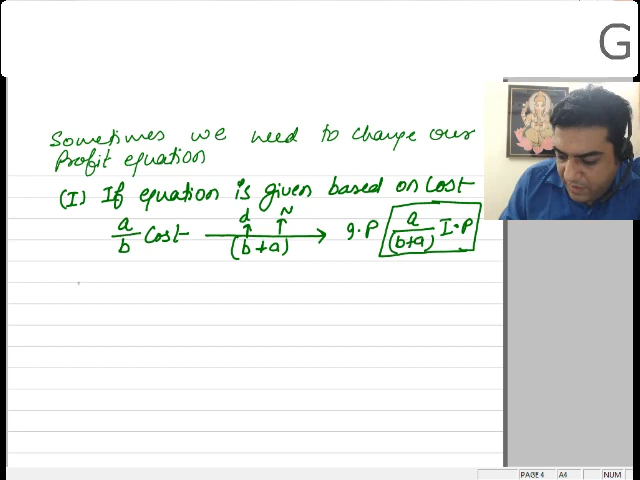 G
Sometimes we need to change our
Profit equation
(I) If equation is given based on Cost
d N
a/b Cost → (b+a) g.P a/(b+a) I.P
PAGE 4 A4 NUM